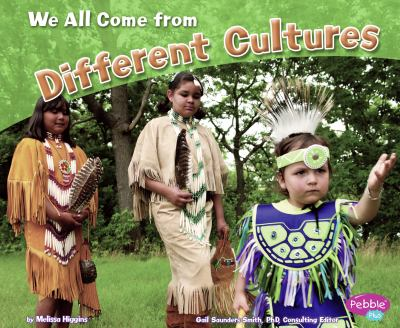 We All Come from
Different Cultures
by Melissa Higgins
Gail Saunders-Smith, PhD, Consulting Editor
Pebble
Plus